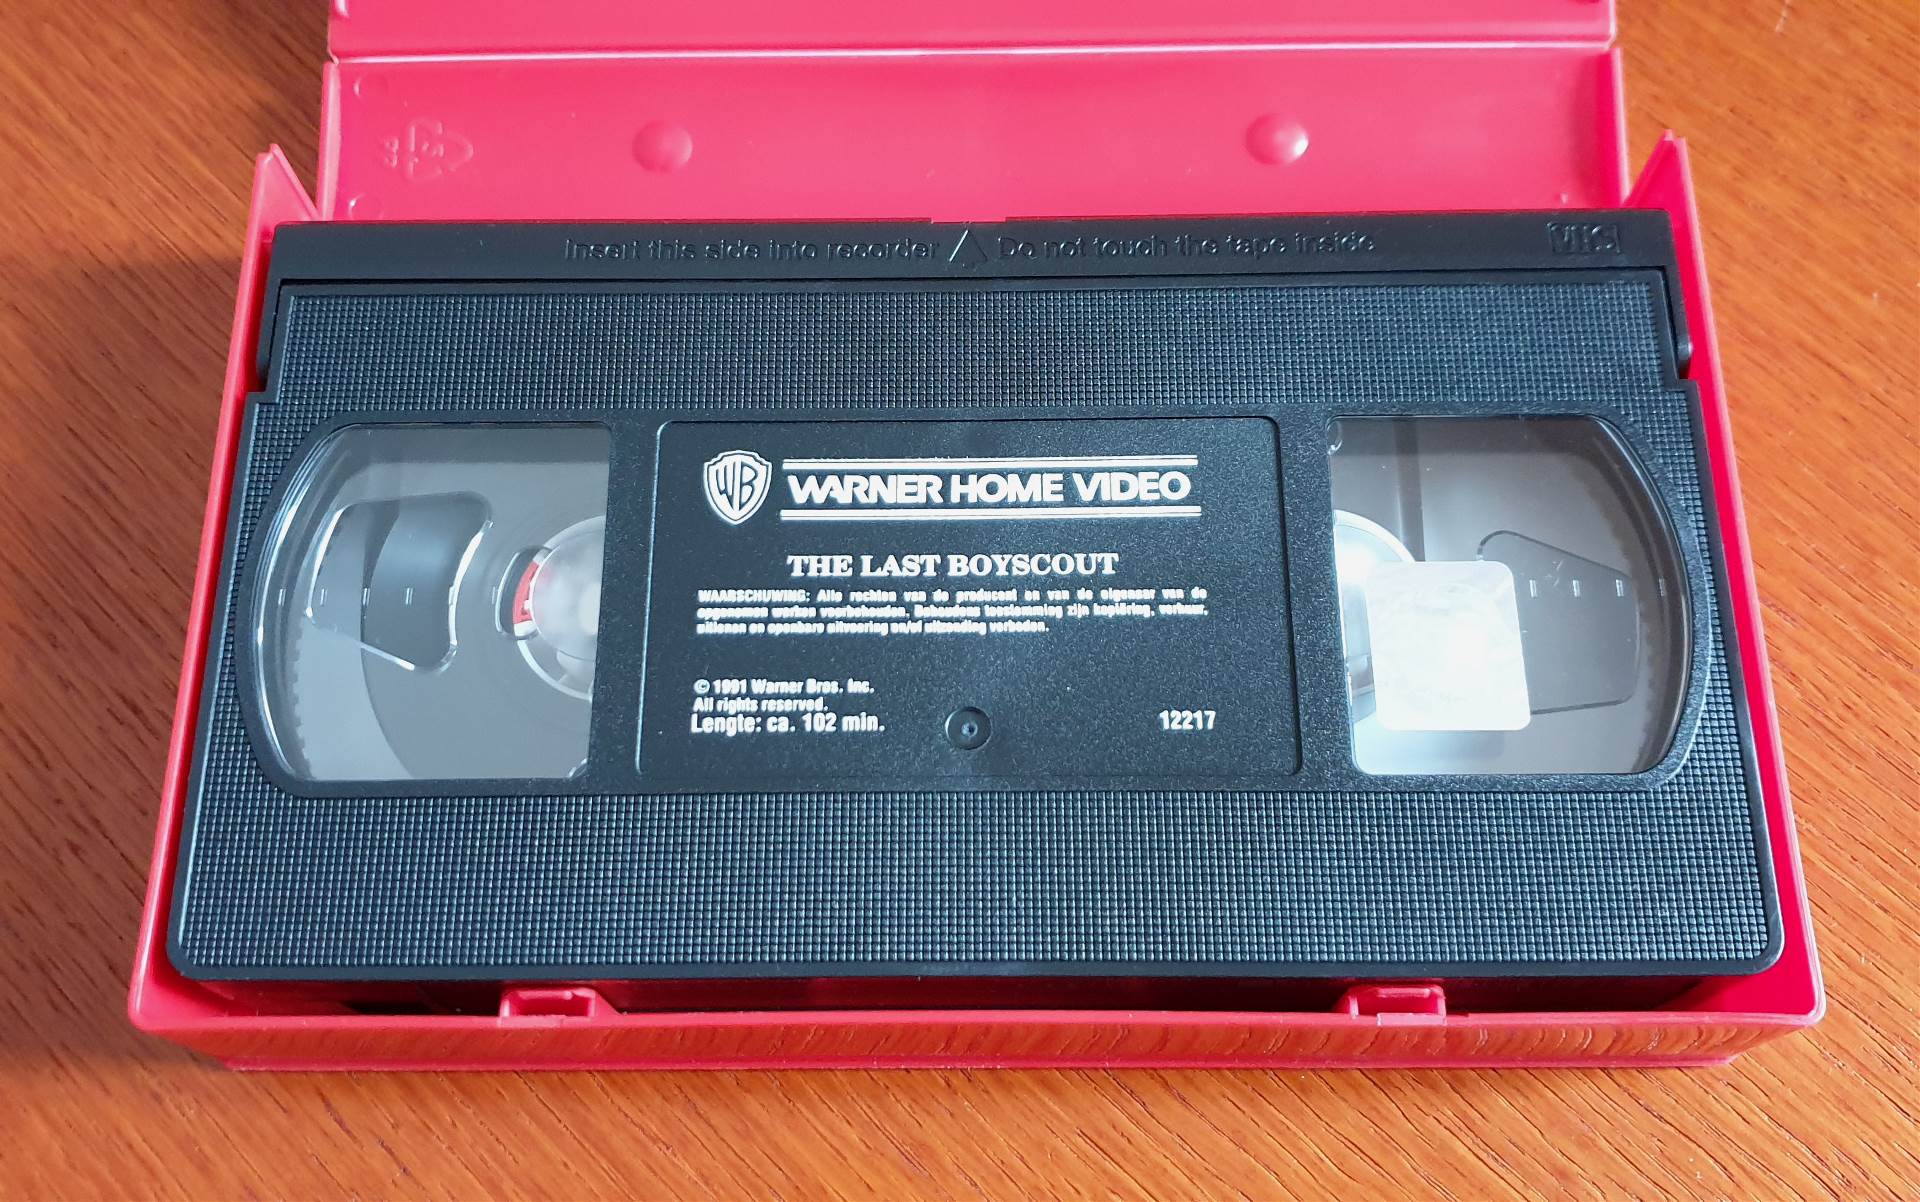 Insert this side into recorder △ Do not touch the tape inside
VHS
WB WARNER HOME VIDEO
THE LAST BOYSCOUT
WAARSCHUWING: Alle rechten van de producent en van de eigenaar van de
opgenomen werken voorbehouden. Behoudens toestemming zijn kopiëring, verhuur,
uitlenen en openbare uitvoering en/of uitzending verboden.
© 1991 Warner Bros. Inc.
All rights reserved.
Lengte: ca. 102 min.
12217